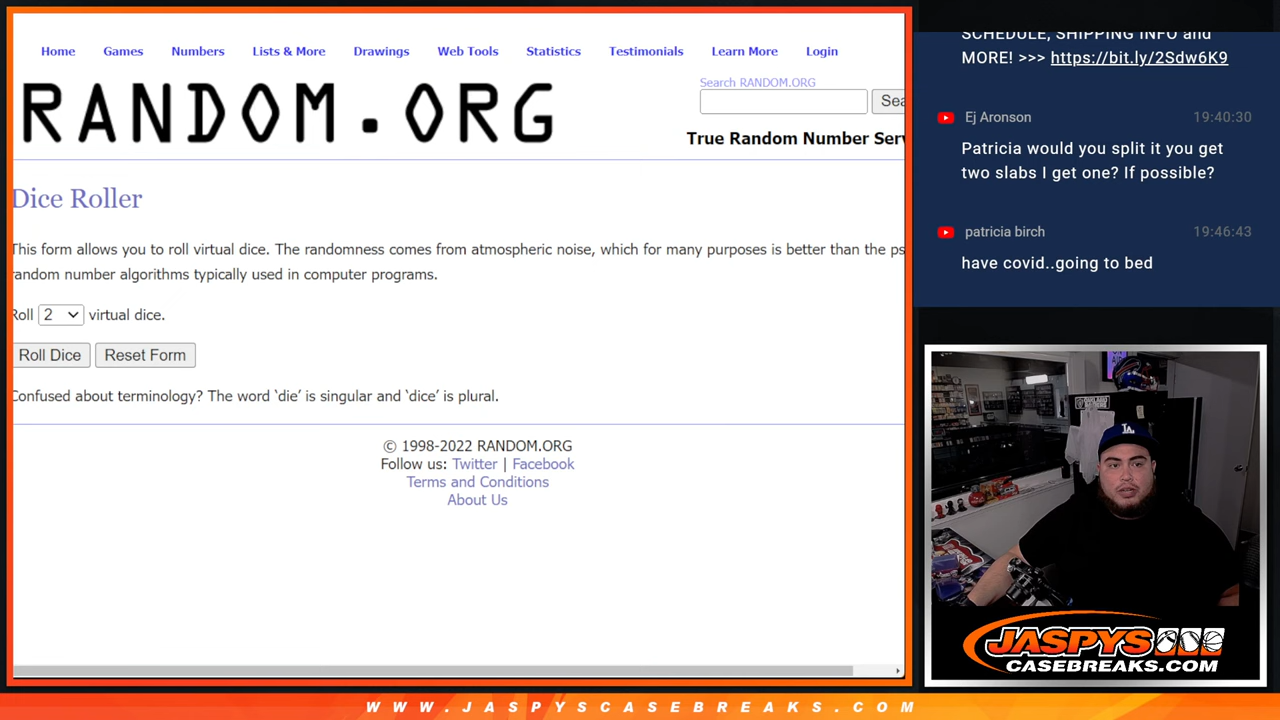 Home Games Numbers Lists & More Drawings Web Tools Statistics Testimonials Learn More Login
RANDOM.ORG
Search RANDOM.ORG
Sea
True Random Number Serv
Dice Roller
This form allows you to roll virtual dice. The randomness comes from atmospheric noise, which for many purposes is better than the ps
random number algorithms typically used in computer programs.
Roll 2 virtual dice.
Roll Dice Reset Form
Confused about terminology? The word ‘die’ is singular and ‘dice’ is plural.
© 1998-2022 RANDOM.ORG
Follow us: Twitter | Facebook
Terms and Conditions
About Us
SCHEDULE, SHIPPING INFO and
MORE! >>> https://bit.ly/2Sdw6K9
Ej Aronson 19:40:30
Patricia would you split it you get
two slabs I get one? If possible?
patricia birch 19:46:43
have covid..going to bed
JASPYS
CASEBREAKS.COM
WWW.JASPYSCASEBREAKS.COM